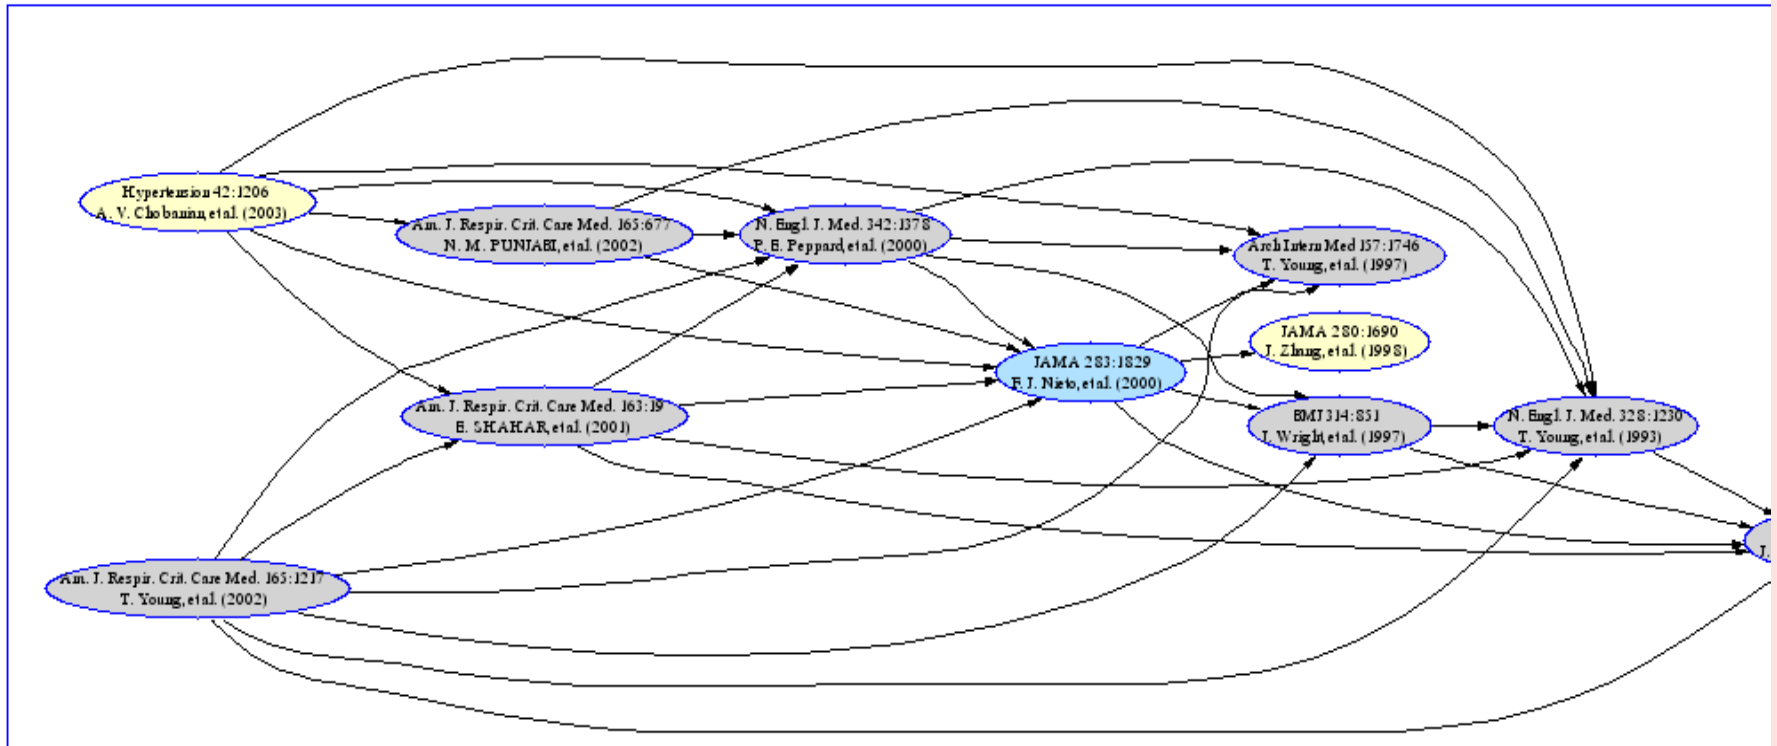 Hypertension 42:1206
A. V. Chobanian, et al. (2003)
Am. J. Respir. Crit. Care Med. 165:677
N. M. PUNJABI, et al. (2002)
N. Engl. J. Med. 342:1378
P. E. Peppard, et al. (2000)
Arch Intern Med 157:1746
T. Young, et al. (1997)
JAMA 280:1690
J. Zhang, et al. (1998)
JAMA 283:1829
F. J. Nieto, et al. (2000)
Am. J. Respir. Crit. Care Med. 163:19
E. SHAHAR, et al. (2001)
BMJ 314:851
J. Wright, et al. (1997)
N. Engl. J. Med. 328:1230
T. Young, et al. (1993)
J.
Am. J. Respir. Crit. Care Med. 165:1217
T. Young, et al. (2002)